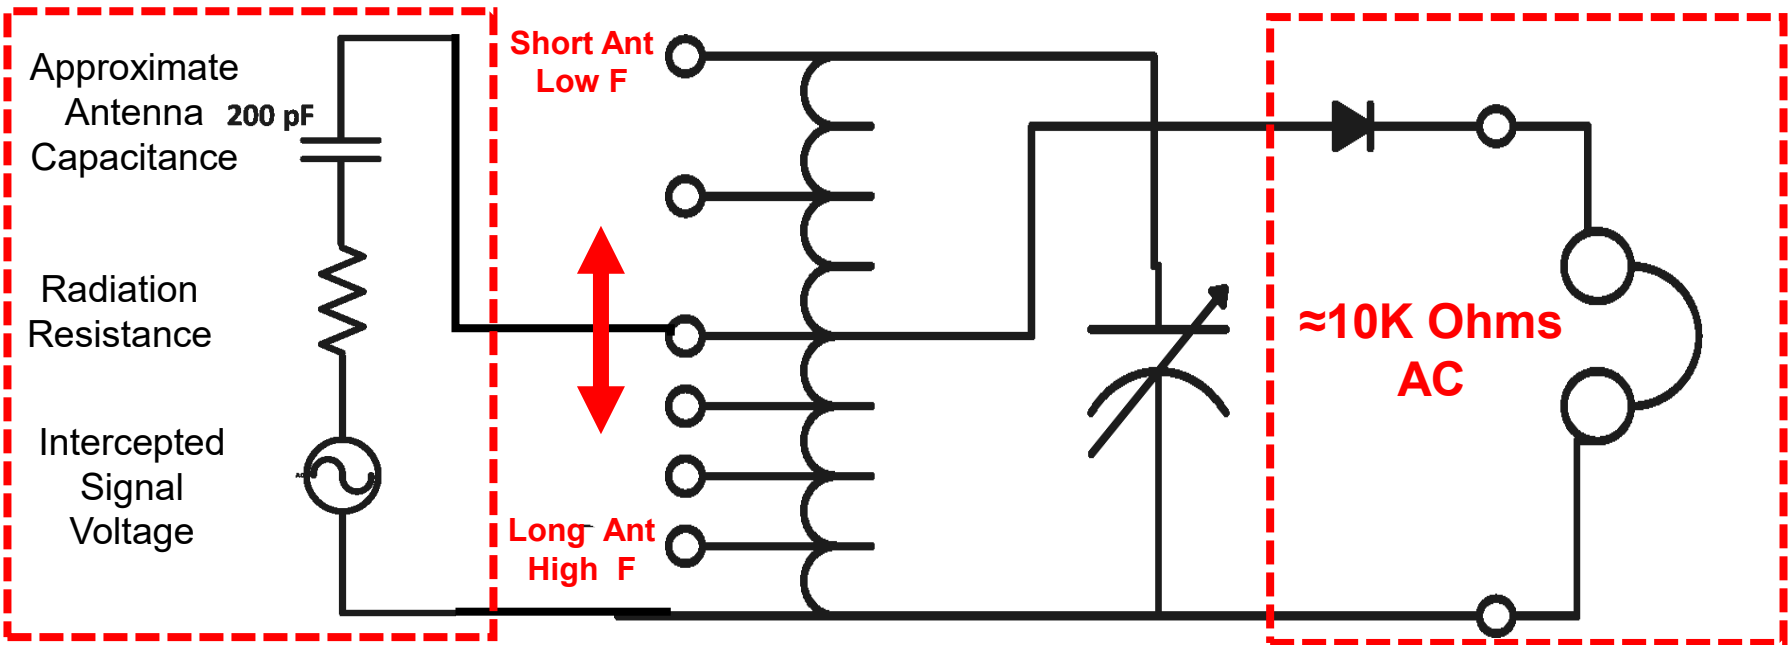 Approximate
Antenna
Capacitance
200 pF
Radiation
Resistance
Intercepted
Signal
Voltage
Short Ant
Low F
Long Ant
High F
≈10K Ohms
AC